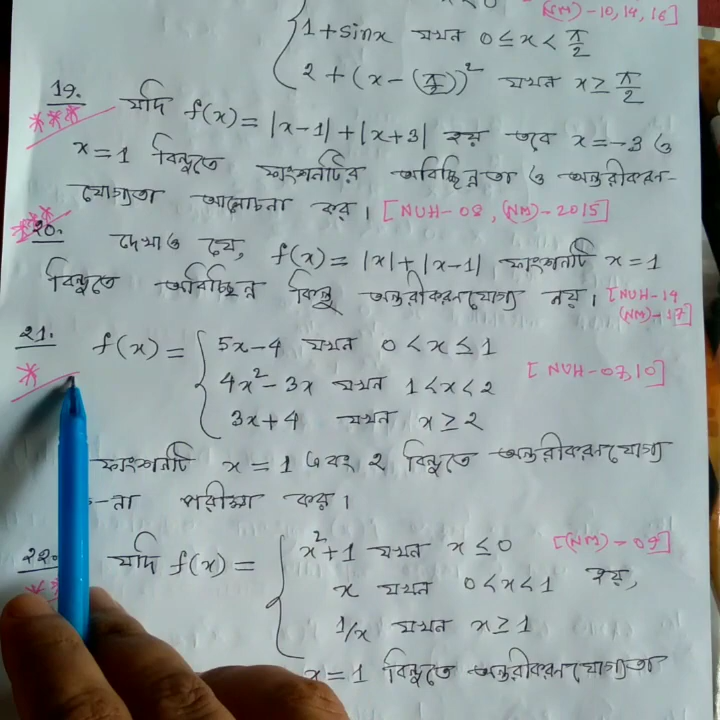 (NM)-10, 14, 16]
1 + sinx যখন 0 ≤ x < π/2
2 + (x - (π/2))² যখন x ≥ π/2
19. যদি f(x) = |x-1| + |x+3| হয় তবে x = -3 ও
x = 1 বিন্দুতে ফাংশনটির অবিচ্ছিন্নতা ও অন্তরীকরণ-
যোগ্যতা আলোচনা কর। [NUH-08, (NM)-2015]
20. দেখাও যে, f(x) = |x| + |x-1| ফাংশনটি x = 1
বিন্দুতে অবিচ্ছিন্ন কিন্তু অন্তরীকরণযোগ্য নয়। [NUH-14
(NM)-17]
21. f(x) = { 5x-4 যখন 0 < x ≤ 1
4x² - 3x যখন 1 < x < 2 [NUH-0710]
3x + 4 যখন x ≥ 2
ফাংশনটি x = 1 এবং 2 বিন্দুতে অন্তরীকরণযোগ্য
-না পরীক্ষা কর।
22. যদি f(x) = { x² + 1 যখন x ≤ 0 [(NM)-09]
x যখন 0 < x < 1 হয়,
1/x যখন x ≥ 1
x = 1 বিন্দুতে অন্তরীকরণযোগ্যতা